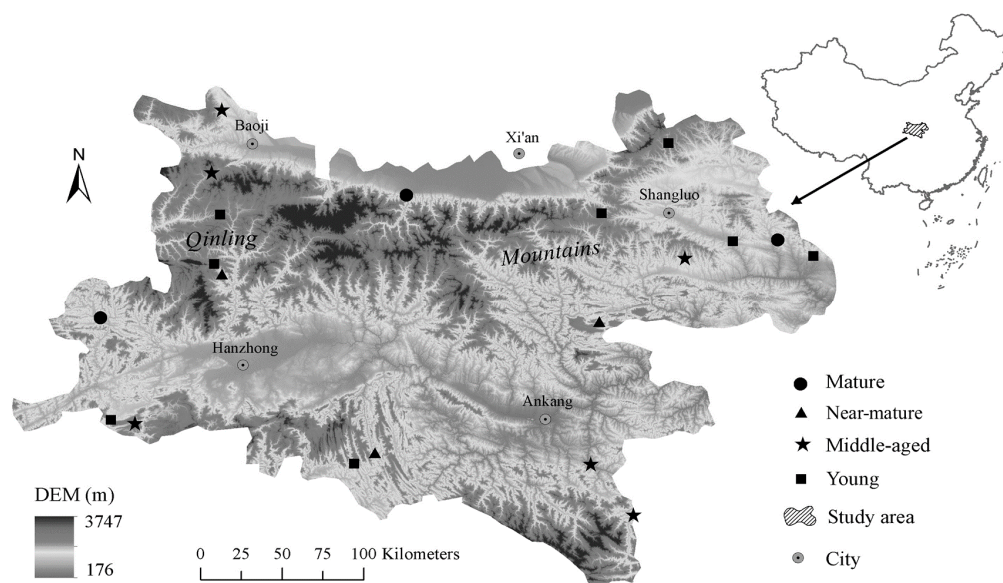 Baoji
Xi'an
N
Shangluo
Qinling
Mountains
Hanzhong
Ankang
Mature
Near-mature
Middle-aged
Young
Study area
City
DEM (m)
3747
176
0 25 50 75 100 Kilometers